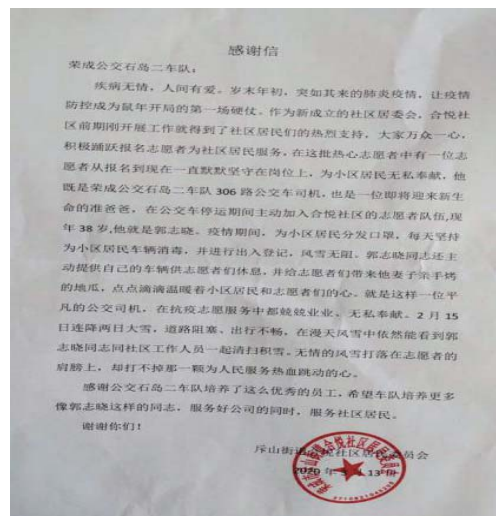 感谢信
荣成公交石岛二车队:
疾病无情，人间有爱。岁末年初，突如其来的肺炎疫情，让疫情
防控成为鼠年开局的第一场硬仗。作为新成立的社区居委会，合悦社
区前期刚开展工作就得到了社区居民们的热烈支持，大家万众一心，
积极踊跃报名志愿者为社区居民服务，在这批热心志愿者中有一位志
愿者从报名到现在一直默默坚守在岗位上，为小区居民无私奉献，他
既是荣成公交石岛二车队 306 路公交车司机，也是一位即将迎来新生
命的准爸爸，在公交车停运期间主动加入合悦社区的志愿者队伍,现
年 38 岁,他就是郭志晓。疫情期间，为小区居民分发口罩，每天坚持
为小区居民车辆消毒，并进行出入登记，风雪无阻。郭志晓同志还主
动提供自己的车辆供志愿者们休息，并给志愿者们带来他妻子亲手烤
的地瓜，点点滴滴温暖着小区居民和志愿者们的心。就是这样一位平
凡的公交司机，在抗疫志愿服务中都兢兢业业，无私奉献。2 月 15
日连降两日大雪，道路阻塞、出行不畅，在漫天风雪中依然能看到郭
志晓同志同社区工作人员一起清扫积雪。无情的风雪打落在志愿者的
肩膀上，却打不掉那一颗为人民服务热血跳动的心。
感谢公交石岛二车队培养了这么优秀的员工，希望车队培养更多
像郭志晓这样的同志，服务好公司的同时，服务社区居民。
谢谢你们!
斥山街道合悦社区居民委员会
2020 年 3 月 13 日